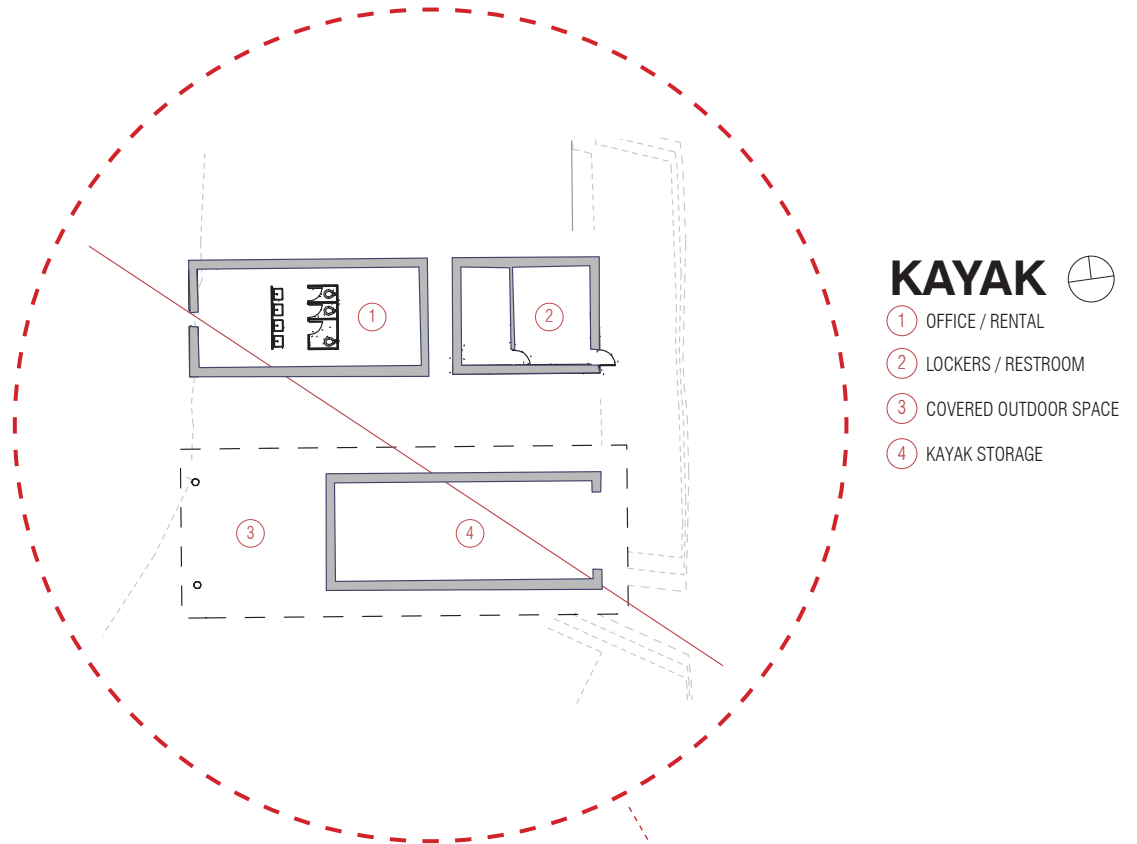 1
2
3
4
KAYAK
1 OFFICE / RENTAL
2 LOCKERS / RESTROOM
3 COVERED OUTDOOR SPACE
4 KAYAK STORAGE